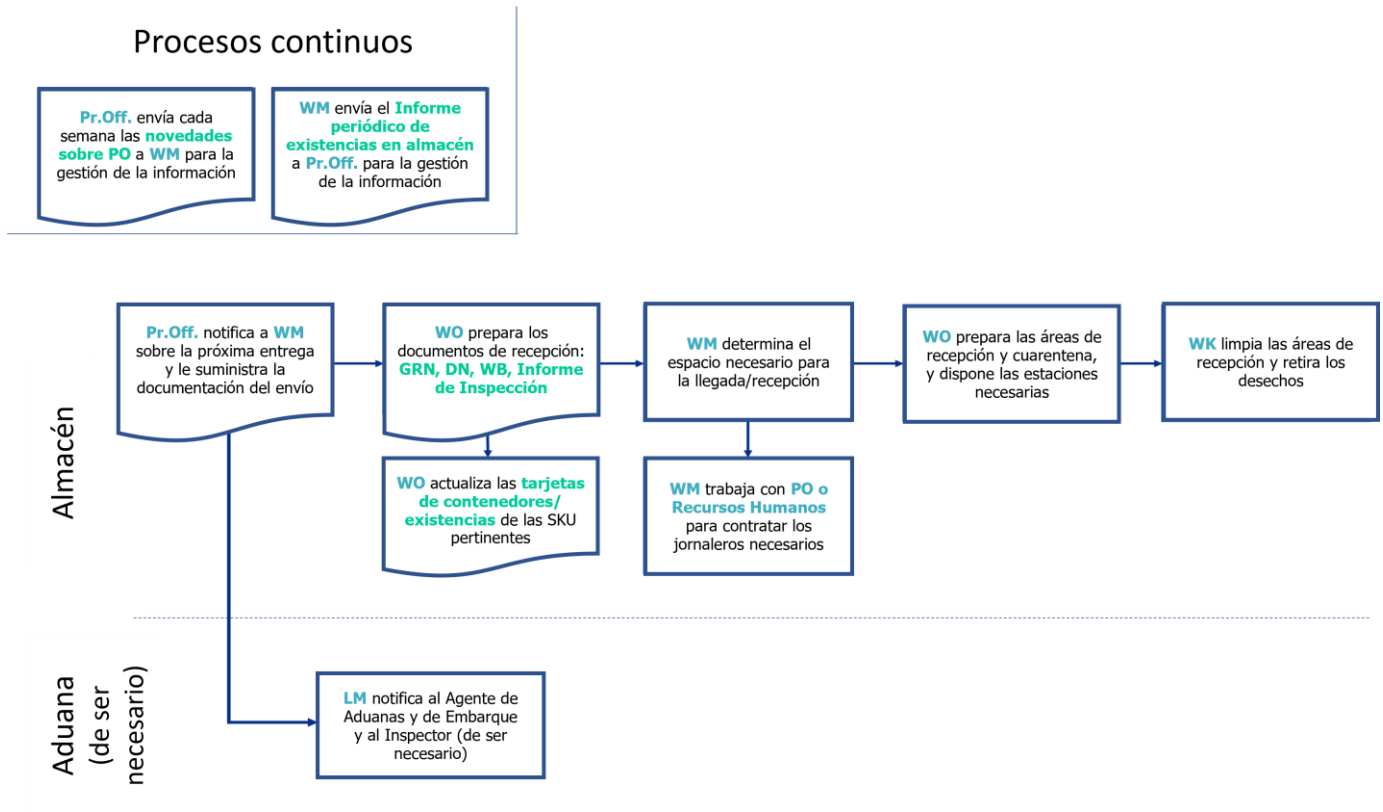 Procesos continuos
Pr.Off. envía cada
semana las novedades
sobre PO a WM para la
gestión de la información
WM envía el Informe
periódico de
existencias en almacén
a Pr.Off. para la gestión
de la información
Almacén
Pr.Off. notifica a WM
sobre la próxima entrega
y le suministra la
documentación del envío
WO prepara los
documentos de recepción:
GRN, DN, WB, Informe
de Inspección
WM determina el
espacio necesario para
la llegada/recepción
WO prepara las áreas de
recepción y cuarentena,
y dispone las estaciones
necesarias
WK limpia las áreas de
recepción y retira los
desechos
WO actualiza las tarjetas
de contenedores/
existencias de las SKU
pertinentes
WM trabaja con PO o
Recursos Humanos
para contratar los
jornaleros necesarios
Aduana
(de ser
necesario)
LM notifica al Agente de
Aduanas y de Embarque
y al Inspector (de ser
necesario)